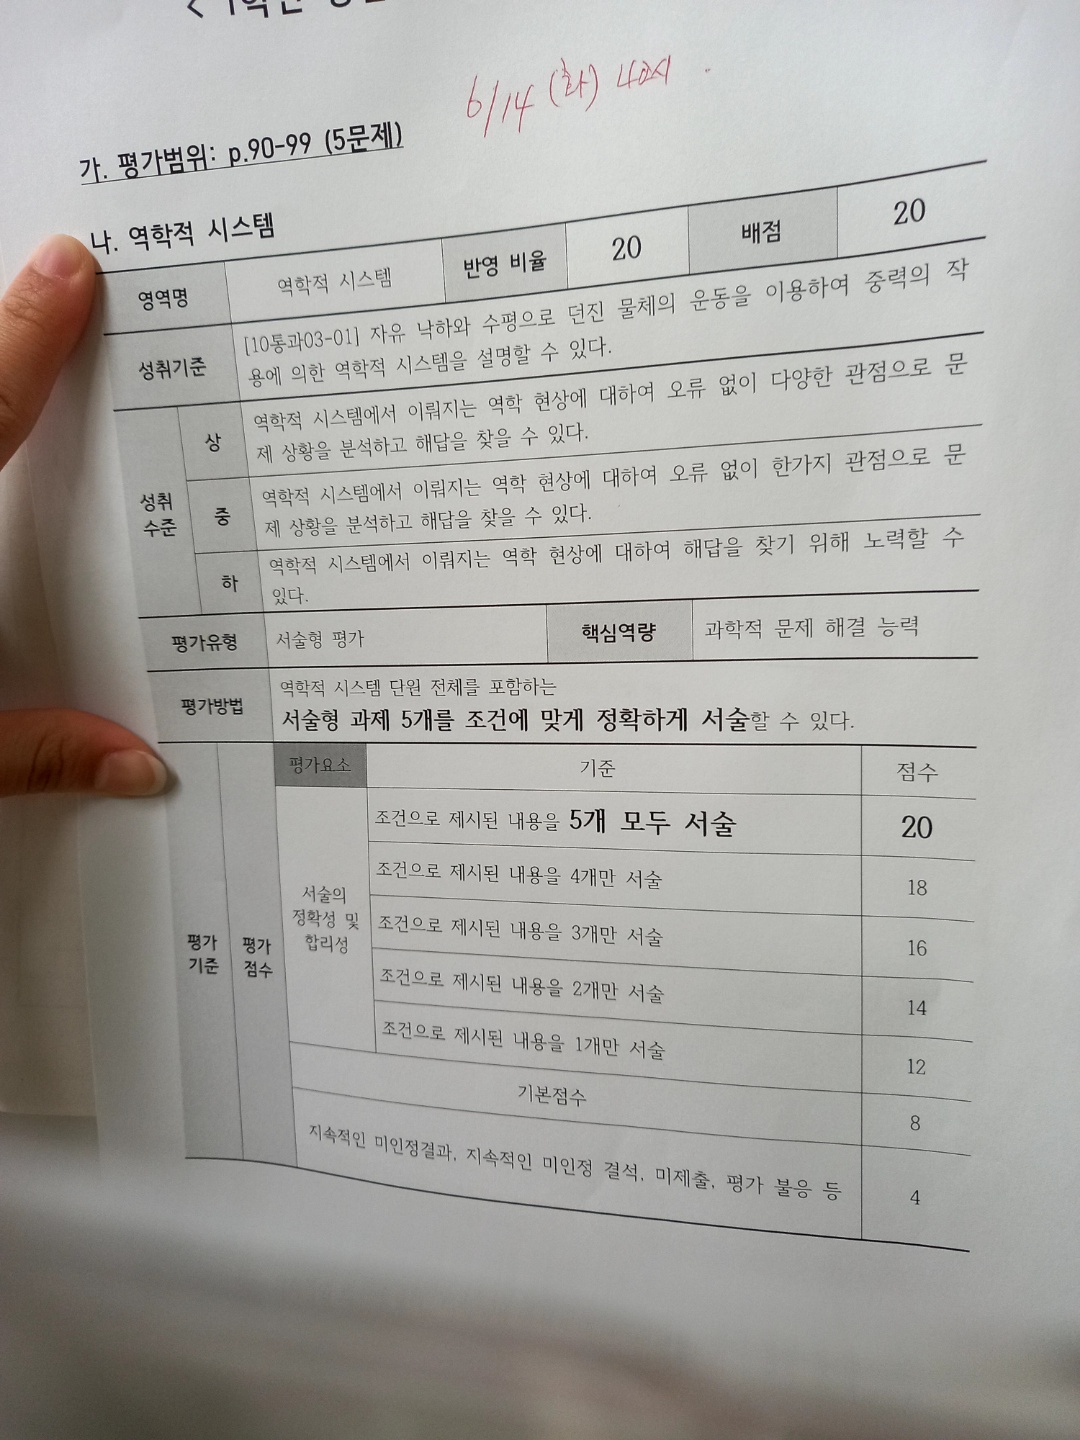 6/14 (화) 4교시
가. 평가범위: p.90-99 (5문제)
나. 역학적 시스템
영역명 역학적 시스템 반영 비율 20 배점 20
성취기준 [10통과03-01] 자유 낙하와 수평으로 던진 물체의 운동을 이용하여 중력의 작
용에 의한 역학적 시스템을 설명할 수 있다.
성취
수준
상 역학적 시스템에서 이뤄지는 역학 현상에 대하여 오류 없이 다양한 관점으로 문
제 상황을 분석하고 해답을 찾을 수 있다.
중 역학적 시스템에서 이뤄지는 역학 현상에 대하여 오류 없이 한가지 관점으로 문
제 상황을 분석하고 해답을 찾을 수 있다.
하 역학적 시스템에서 이뤄지는 역학 현상에 대하여 해답을 찾기 위해 노력할 수
있다.
평가유형 서술형 평가 핵심역량 과학적 문제 해결 능력
평가방법 역학적 시스템 단원 전체를 포함하는
서술형 과제 5개를 조건에 맞게 정확하게 서술할 수 있다.
평가
기준
평가
점수
평가요소 기준 점수
서술의
정확성 및
합리성
조건으로 제시된 내용을 5개 모두 서술 20
조건으로 제시된 내용을 4개만 서술 18
조건으로 제시된 내용을 3개만 서술 16
조건으로 제시된 내용을 2개만 서술 14
조건으로 제시된 내용을 1개만 서술 12
기본점수 8
지속적인 미인정결과, 지속적인 미인정 결석, 미제출, 평가 불응 등 4